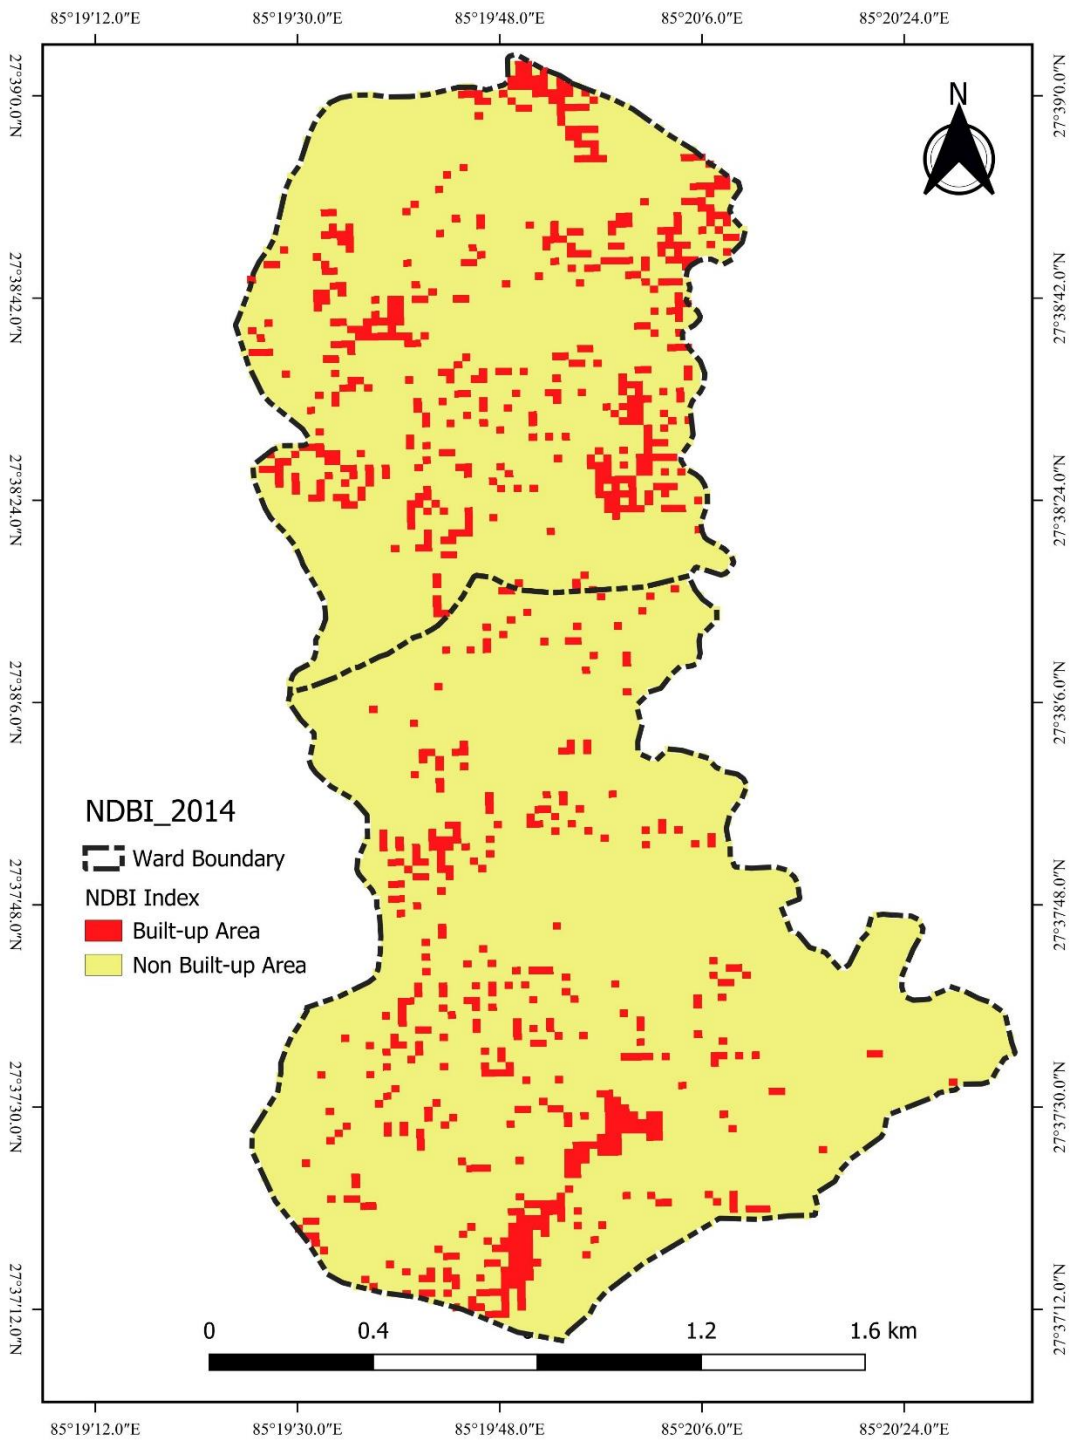 85°19'12.0"E 85°19'30.0"E 85°19'48.0"E 85°20'6.0"E 85°20'24.0"E
27°39'0.0"N 27°39'0.0"N
N
27°38'42.0"N 27°38'42.0"N
27°38'24.0"N 27°38'24.0"N
27°38'6.0"N 27°38'6.0"N
NDBI_2014
Ward Boundary
NDBI Index
Built-up Area
Non Built-up Area
27°37'48.0"N 27°37'48.0"N
27°37'30.0"N 27°37'30.0"N
27°37'12.0"N 27°37'12.0"N
0 0.4 1.2 1.6 km
85°19'12.0"E 85°19'30.0"E 85°19'48.0"E 85°20'6.0"E 85°20'24.0"E